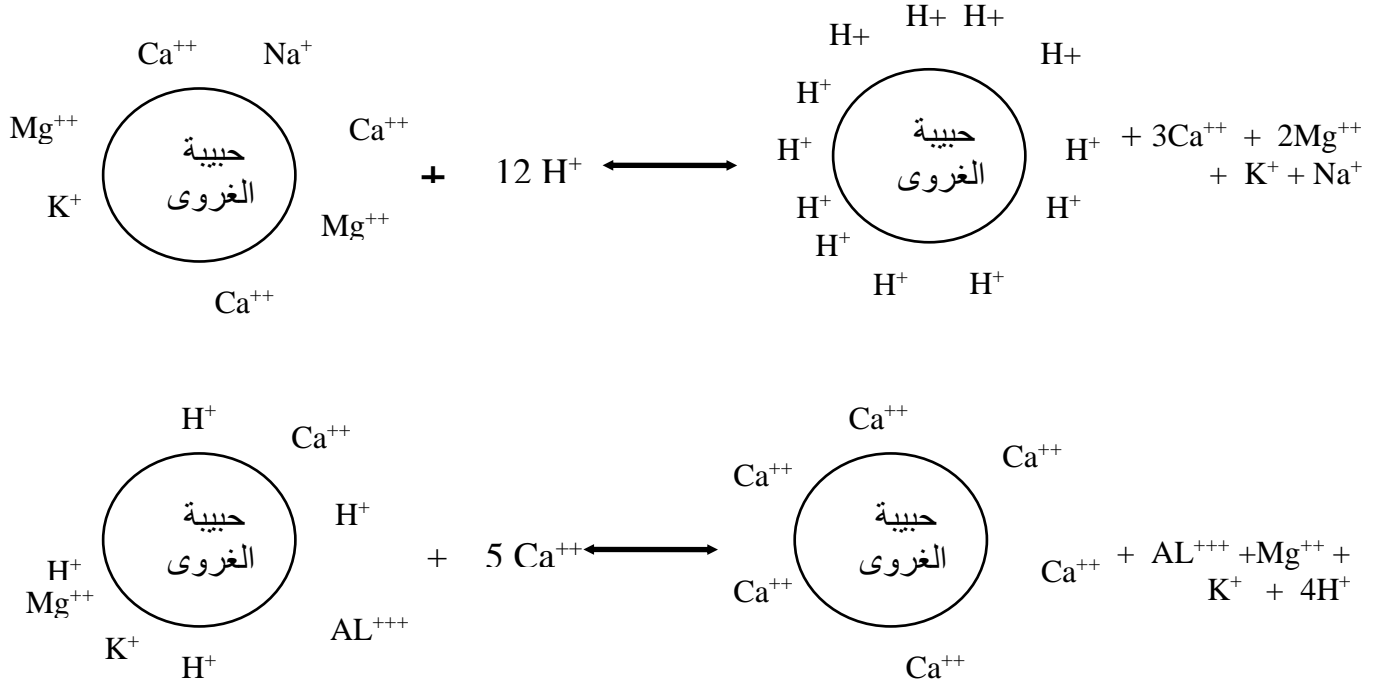 Ca⁺⁺ Na⁺
Mg⁺⁺ Ca⁺⁺
K⁺ Mg⁺⁺
Ca⁺⁺
حبيبة
الغروى
+ 12 H⁺
H+ H+ H+ H+
H⁺
H⁺ H⁺
H⁺ H⁺
H⁺
H⁺ H⁺
حبيبة
الغروى
+ 3Ca⁺⁺ + 2Mg⁺⁺
+ K⁺ + Na⁺
H⁺
Ca⁺⁺
H⁺
H⁺
Mg⁺⁺
AL⁺⁺⁺
K⁺
H⁺
حبيبة
الغروى
+ 5 Ca⁺⁺
Ca⁺⁺
Ca⁺⁺ Ca⁺⁺
Ca⁺⁺ Ca⁺⁺
Ca⁺⁺
حبيبة
الغروى
+ AL⁺⁺⁺ +Mg⁺⁺ +
K⁺ + 4H⁺